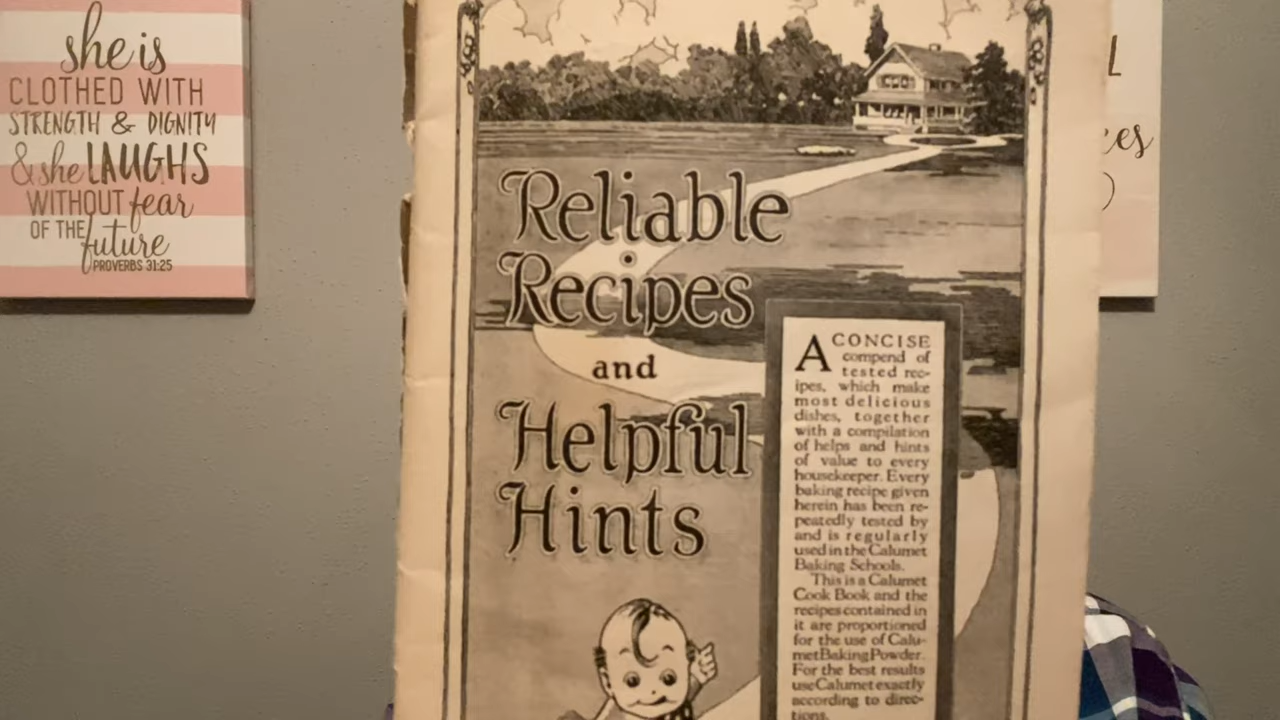 she is
CLOTHED WITH
STRENGTH & DIGNITY
& she LAUGHS
WITHOUT fear
OF THE future
PROVERBS 31:25
Reliable
Recipes
and
Helpful
Hints
A CONCISE
compend of
tested rec-
ipes, which make
most delicious
dishes, together
with a compilation
of helps and hints
of value to every
housekeeper. Every
baking recipe given
herein has been re-
peatedly tested by
and is regularly
used in the Calumet
Baking Schools.
This is a Calumet
Cook Book and the
recipes contained in
it are proportioned
for the use of Calu-
met Baking Powder.
For the best results
use Calumet exactly
according to direc-
tions.